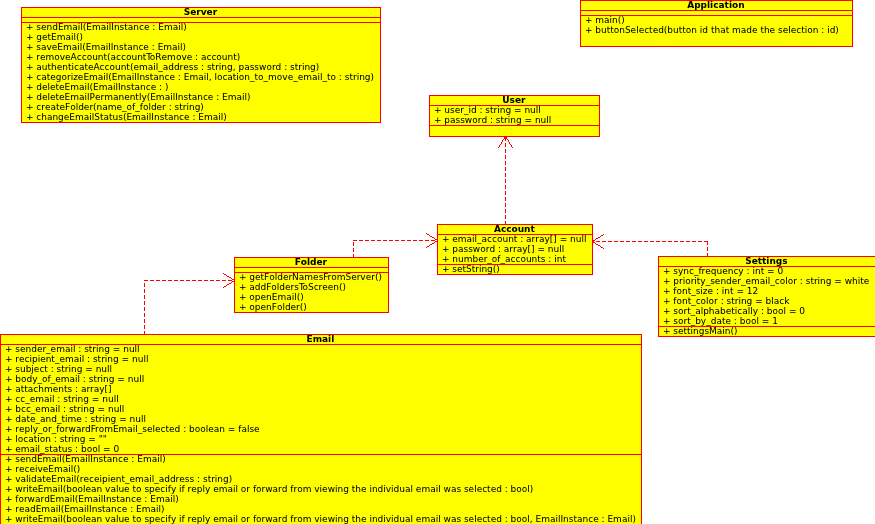 Server
+ sendEmail(EmailInstance : Email)
+ getEmail()
+ saveEmail(EmailInstance : Email)
+ removeAccount(accountToRemove : account)
+ authenticateAccount(email_address : string, password : string)
+ categorizeEmail(EmailInstance : Email, location_to_move_email_to : string)
+ deleteEmail(EmailInstance : )
+ deleteEmailPermanently(EmailInstance : Email)
+ createFolder(name_of_folder : string)
+ changeEmailStatus(EmailInstance : Email)
Application
+ main()
+ buttonSelected(button id that made the selection : id)
User
+ user_id : string = null
+ password : string = null
Account
+ email_account : array[] = null
+ password : array[] = null
+ number_of_accounts : int
+ setString()
Folder
+ getFolderNamesFromServer()
+ addFoldersToScreen()
+ openEmail()
+ openFolder()
Settings
+ sync_frequency : int = 0
+ priority_sender_email_color : string = white
+ font_size : int = 12
+ font_color : string = black
+ sort_alphabetically : bool = 0
+ sort_by_date : bool = 1
+ settingsMain()
Email
+ sender_email : string = null
+ recipient_email : string = null
+ subject : string = null
+ body_of_email : string = null
+ attachments : array[]
+ cc_email : string = null
+ bcc_email : string = null
+ date_and_time : string = null
+ reply_or_forwardFromEmail_selected : boolean = false
+ location : string = ""
+ email_status : bool = 0
+ sendEmail(EmailInstance : Email)
+ receiveEmail()
+ validateEmail(receipient_email_address : string)
+ writeEmail(boolean value to specify if reply email or forward from viewing the individual email was selected : bool)
+ forwardEmail(EmailInstance : Email)
+ readEmail(EmailInstance : Email)
+ writeEmail(boolean value to specify if reply email or forward from viewing the individual email was selected : bool, EmailInstance : Email)